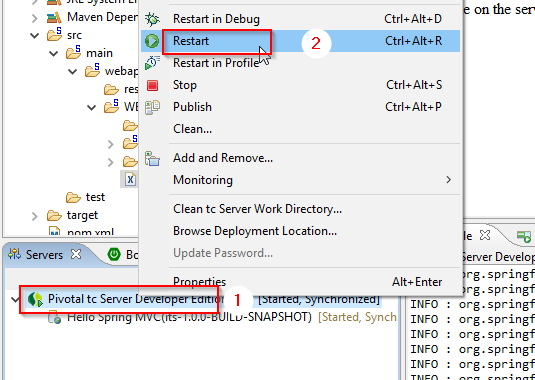 JRE System Library
Maven Depend
src
main
webap
res
WE
test
target
pom.xml
Restart in Debug Ctrl+Alt+D
Restart Ctrl+Alt+R
2
Restart in Profile
Stop Ctrl+Alt+S
Publish Ctrl+Alt+P
Clean...
Add and Remove...
Monitoring
Clean tc Server Work Directory...
Browse Deployment Location...
Update Password...
Properties Alt+Enter
e on the serv
Servers
Bo
Pivotal tc Server Developer Edition [Started, Synchronized]
1
Hello Spring MVC(its-1.0.0-BUILD-SNAPSHOT) [Started, Synch
le
Server Develop
INFO : org.springf
INFO : org.springf
INFO : org.springf
INFO : org.springf
INFO : org.springf
INFO : org.springf
INFO : org.springf
INFO : org.springf